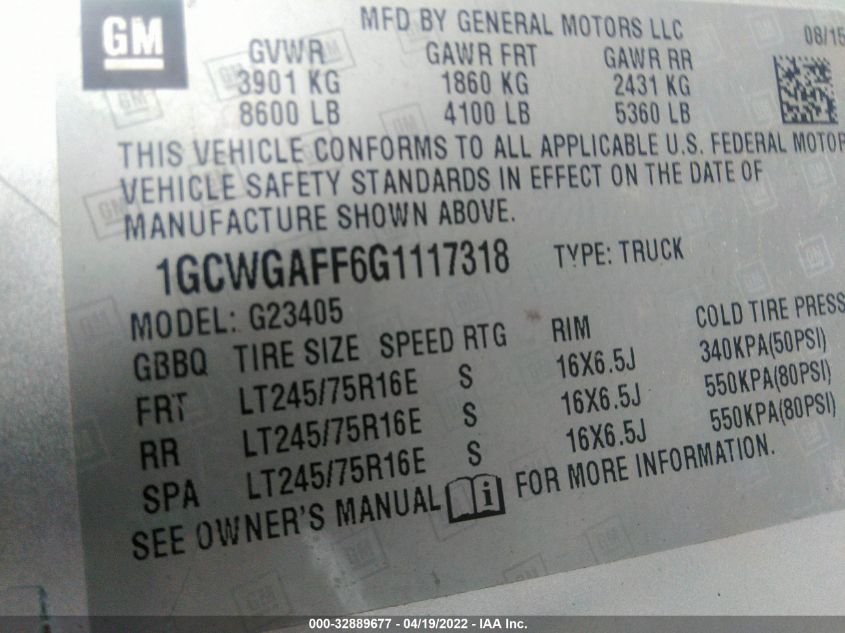 GM
MFD BY GENERAL MOTORS LLC
08/15
GVWR GAWR FRT GAWR RR
3901 KG 1860 KG 2431 KG
8600 LB 4100 LB 5360 LB
THIS VEHICLE CONFORMS TO ALL APPLICABLE U.S. FEDERAL MOTOR
VEHICLE SAFETY STANDARDS IN EFFECT ON THE DATE OF
MANUFACTURE SHOWN ABOVE.
1GCWGAFF6G1117318 TYPE: TRUCK
MODEL: G23405
GBBQ TIRE SIZE SPEED RTG RIM COLD TIRE PRESS
FRT LT245/75R16E S 16X6.5J 340KPA(50PSI)
RR LT245/75R16E S 16X6.5J 550KPA(80PSI)
SPA LT245/75R16E S 16X6.5J 550KPA(80PSI)
SEE OWNER'S MANUAL i FOR MORE INFORMATION.
000-32889677 - 04/19/2022 - IAA Inc.